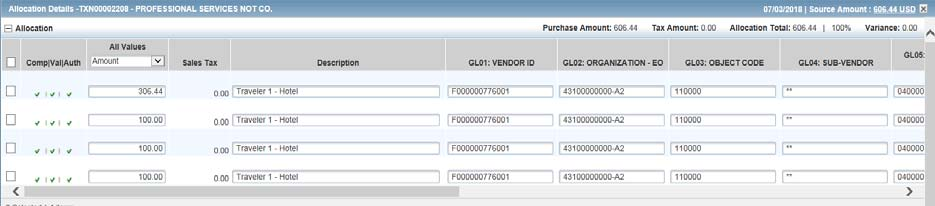 Allocation Details -TXN00002208 - PROFESSIONAL SERVICES NOT CO. 07/03/2018 | Source Amount : 606.44 USD
Allocation Purchase Amount: 606.44 Tax Amount: 0.00 Allocation Total: 606.44 | 100% Variance: 0.00
All Values GL05:
Comp|Val|Auth Amount Sales Tax Description GL01: VENDOR ID GL02: ORGANIZATION - EO GL03: OBJECT CODE GL04: SUB-VENDOR
306.44 0.00 Traveler 1 - Hotel F000000776001 43100000000-A2 110000 ** 040000
100.00 0.00 Traveler 1 - Hotel F000000776001 43100000000-A2 110000 ** 040000
100.00 0.00 Traveler 1 - Hotel F000000776001 43100000000-A2 110000 ** 040000
100.00 0.00 Traveler 1 - Hotel F000000776001 43100000000-A2 110000 ** 040000